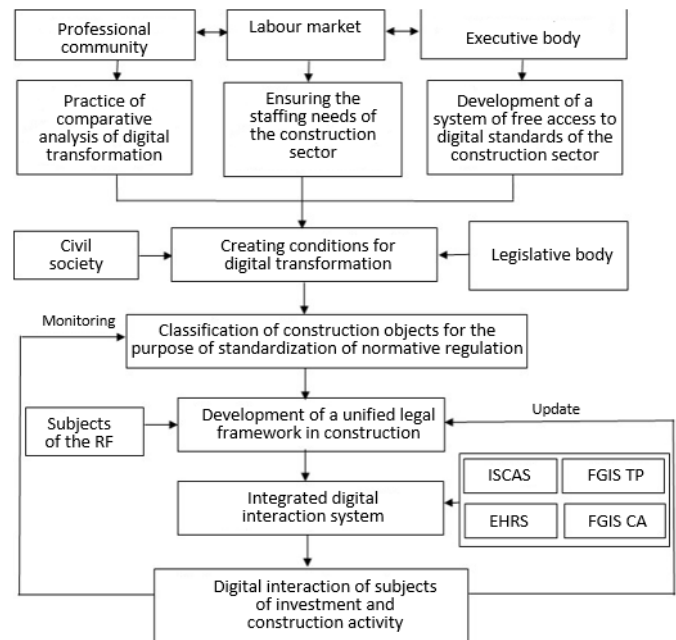 Professional
community
Labour market
Executive body
Practice of
comparative
analysis of digital
transformation
Ensuring the
staffing needs of
the construction
sector
Development of a
system of free access to
digital standards of the
construction sector
Civil
society
Creating conditions for
digital transformation
Legislative body
Monitoring
Classification of construction objects for the
purpose of standardization of normative regulation
Subjects
of the RF
Development of a unified legal
framework in construction
Update
Integrated digital
interaction system
ISCAS
FGIS TP
EHRS
FGIS CA
Digital interaction of subjects
of investment and
construction activity